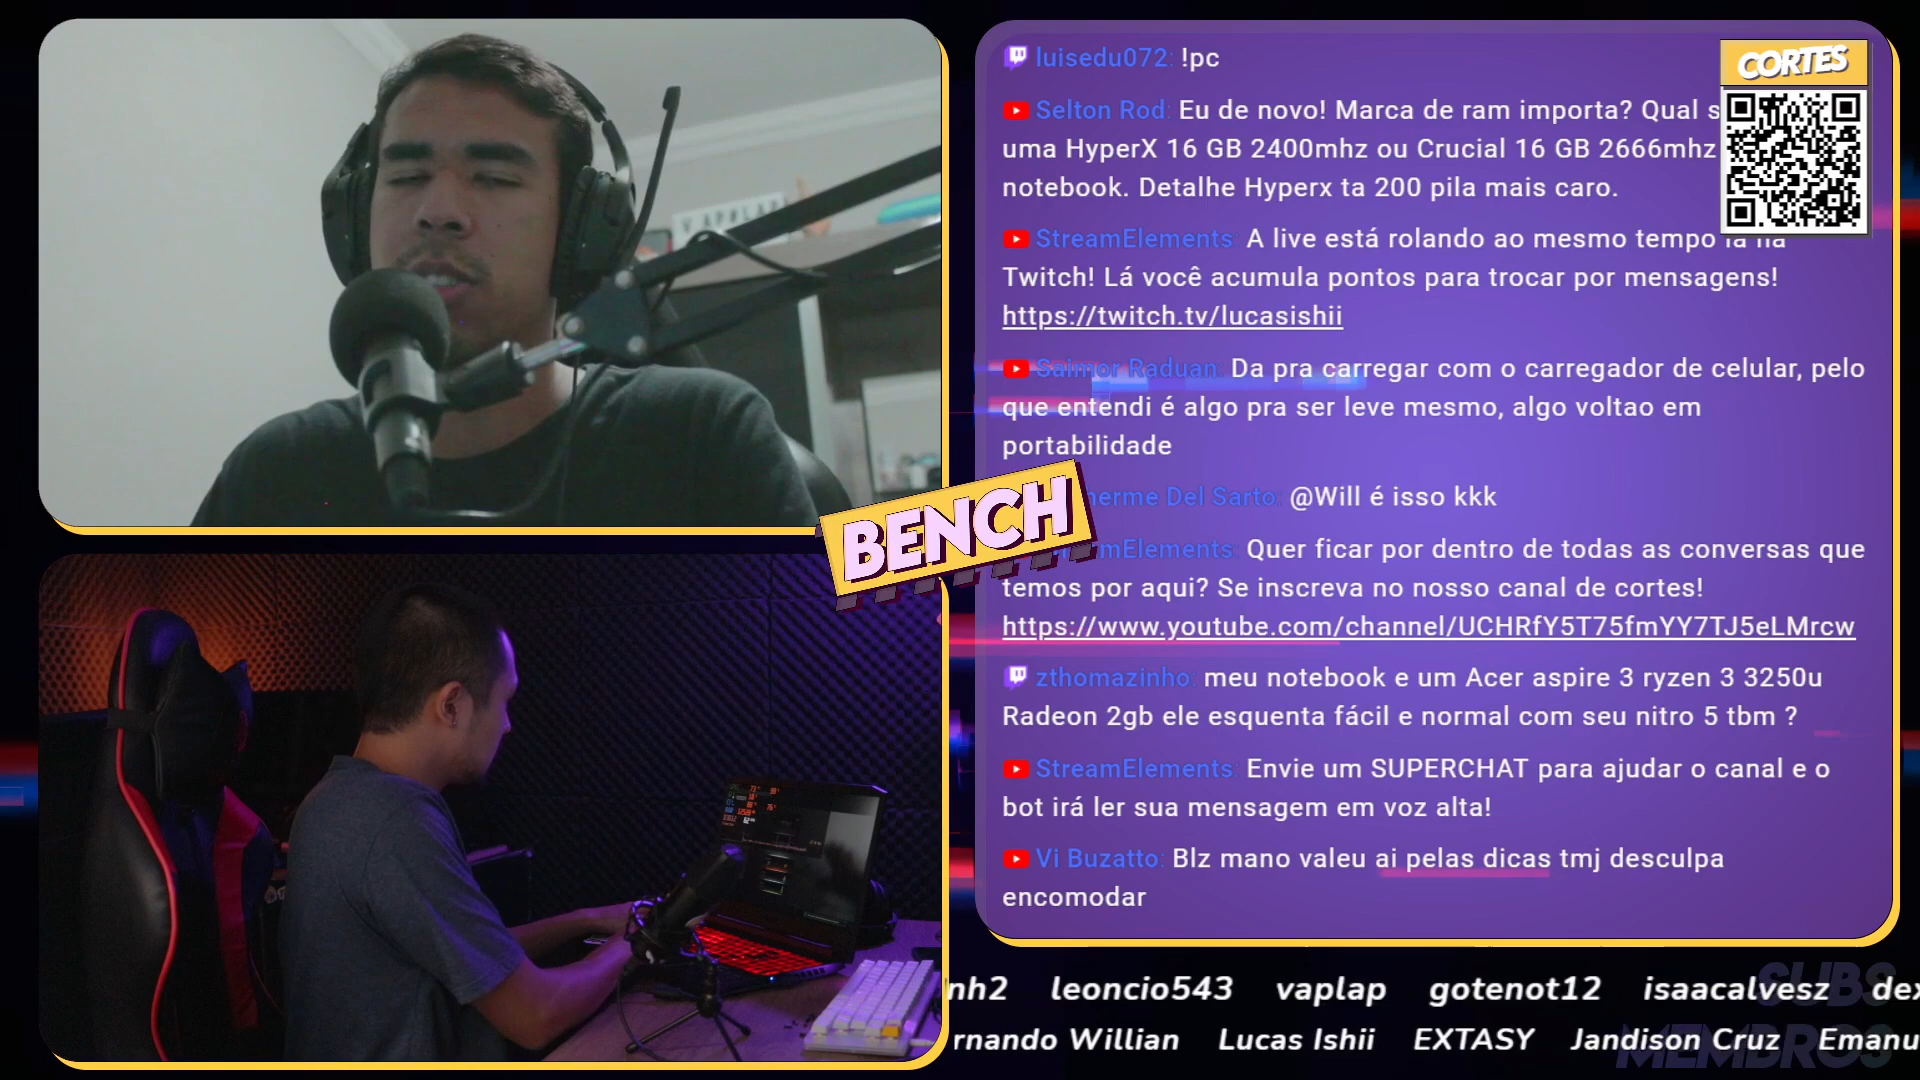 luisedu072: !pc
CORTES
Selton Rod: Eu de novo! Marca de ram importa? Qual
uma HyperX 16 GB 2400mhz ou Crucial 16 GB 2666mhz
notebook. Detalhe Hyperx ta 200 pila mais caro.
StreamElements: A live está rolando ao mesmo tempo lá na
Twitch! Lá você acumula pontos para trocar por mensagens!
https://twitch.tv/lucasishii
Saimor Raduan: Da pra carregar com o carregador de celular, pelo
que entendi é algo pra ser leve mesmo, algo voltao em
portabilidade
herme Del Sarto: @Will é isso kkk
BENCH
mElements: Quer ficar por dentro de todas as conversas que
temos por aqui? Se inscreva no nosso canal de cortes!
https://www.youtube.com/channel/UCHRfY5T75fmYY7TJ5eLMrcw
zthomazinho: meu notebook e um Acer aspire 3 ryzen 3 3250u
Radeon 2gb ele esquenta fácil e normal com seu nitro 5 tbm ?
StreamElements: Envie um SUPERCHAT para ajudar o canal e o
bot irá ler sua mensagem em voz alta!
Vi Buzatto: Blz mano valeu ai pelas dicas tmj desculpa
encomodar
nh2 leoncio543 vaplap gotenot12 isaacalvesz dex
SUBS
rnando Willian Lucas Ishii EXTASY Jandison Cruz Emanu
MEMBROS